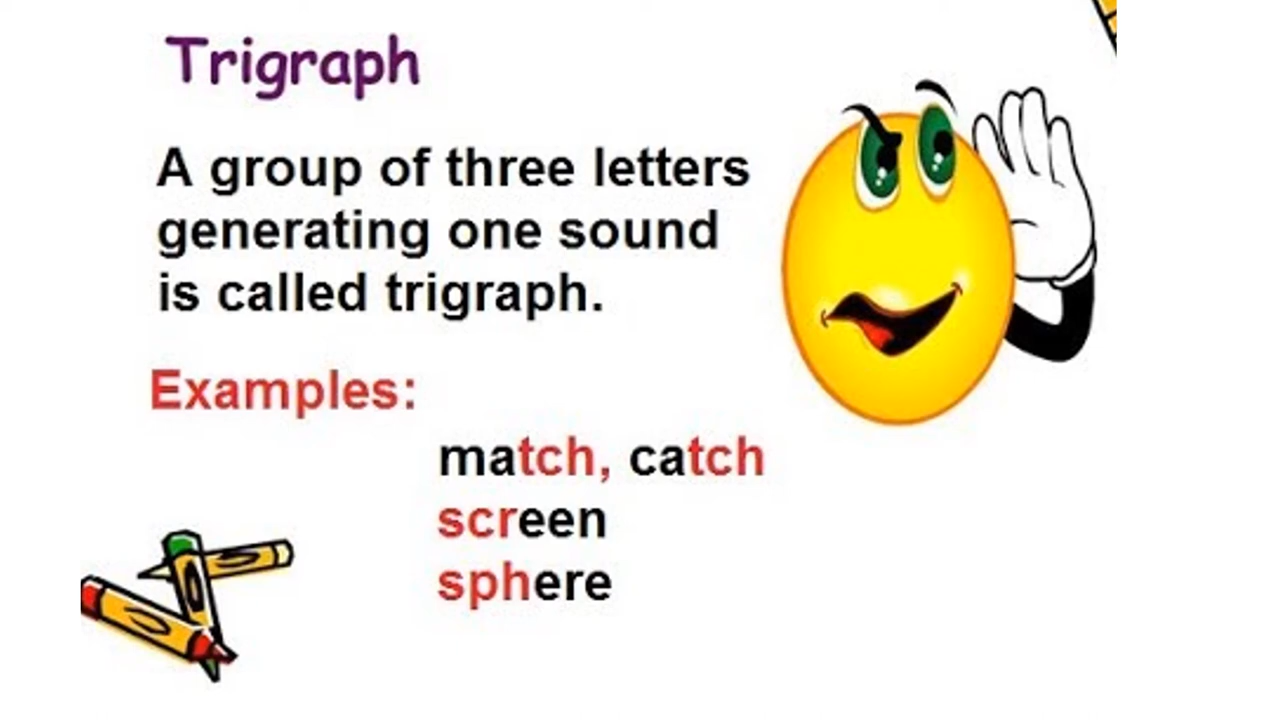 Trigraph
A group of three letters
generating one sound
is called trigraph.
Examples:
match, catch
screen
sphere